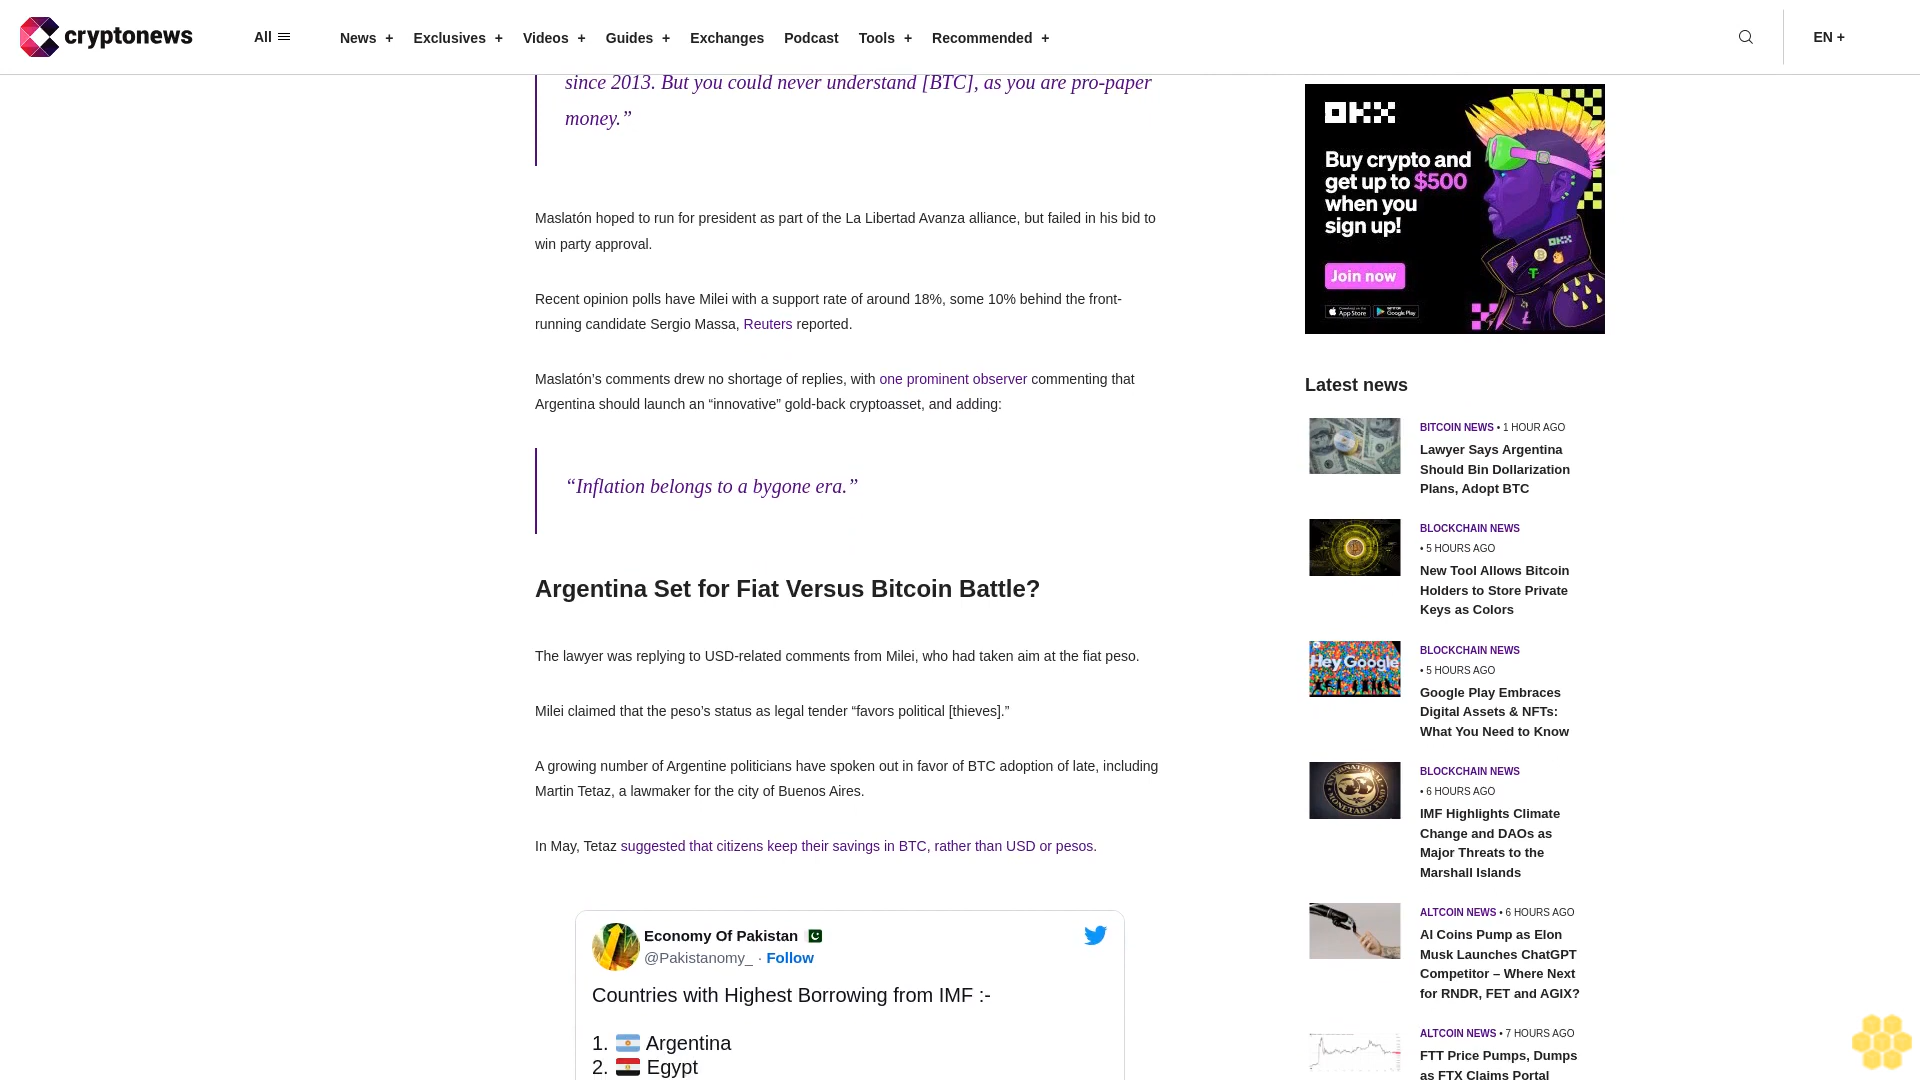 cryptonews
All
News +
Exclusives +
Videos +
Guides +
Exchanges
Podcast
Tools +
Recommended +
EN +
since 2013. But you could never understand [BTC], as you are pro-paper
money.”
Maslatón hoped to run for president as part of the La Libertad Avanza alliance, but failed in his bid to
win party approval.
Recent opinion polls have Milei with a support rate of around 18%, some 10% behind the front-
running candidate Sergio Massa, Reuters reported.
Maslatón’s comments drew no shortage of replies, with one prominent observer commenting that
Argentina should launch an “innovative” gold-back cryptoasset, and adding:
“Inflation belongs to a bygone era.”
Argentina Set for Fiat Versus Bitcoin Battle?
The lawyer was replying to USD-related comments from Milei, who had taken aim at the fiat peso.
Milei claimed that the peso’s status as legal tender “favors political [thieves].”
A growing number of Argentine politicians have spoken out in favor of BTC adoption of late, including
Martin Tetaz, a lawmaker for the city of Buenos Aires.
In May, Tetaz suggested that citizens keep their savings in BTC, rather than USD or pesos.
Economy Of Pakistan
@Pakistanomy_ · Follow
Countries with Highest Borrowing from IMF :-
1. Argentina
2. Egypt
OKX
Buy crypto and
get up to $500
when you
sign up!
Join now
App Store
Google Play
Latest news
BITCOIN NEWS • 1 HOUR AGO
Lawyer Says Argentina
Should Bin Dollarization
Plans, Adopt BTC
BLOCKCHAIN NEWS
• 5 HOURS AGO
New Tool Allows Bitcoin
Holders to Store Private
Keys as Colors
Hey Google
BLOCKCHAIN NEWS
• 5 HOURS AGO
Google Play Embraces
Digital Assets & NFTs:
What You Need to Know
BLOCKCHAIN NEWS
• 6 HOURS AGO
IMF Highlights Climate
Change and DAOs as
Major Threats to the
Marshall Islands
ALTCOIN NEWS • 6 HOURS AGO
AI Coins Pump as Elon
Musk Launches ChatGPT
Competitor – Where Next
for RNDR, FET and AGIX?
ALTCOIN NEWS • 7 HOURS AGO
FTT Price Pumps, Dumps
as FTX Claims Portal